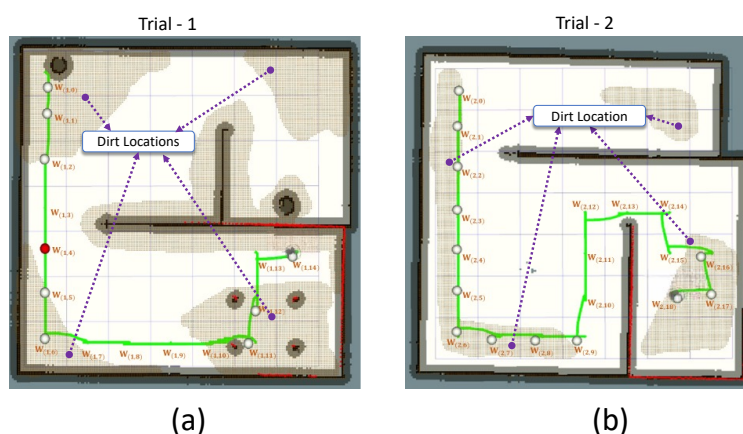 Trial - 1
W(1,0)
W(1,1)
Dirt Locations
W(1,2)
W(1,3)
W(1,4)
W(1,13)
W(1,14)
W(1,5)
W(1,7)
W(1,8)
W(1,9)
W(1,10)
W(1,11)
(a)
Trial - 2
W(2,0)
W(2,1)
Dirt Location
W(2,2)
W(2,12)
W(2,13)
W(2,14)
W(2,3)
W(2,4)
W(2,11)
W(2,15)
W(2,16)
W(2,5)
W(2,10)
W(2,18)
W(2,17)
W(2,6)
W(2,7)
W(2,8)
W(2,9)
(b)